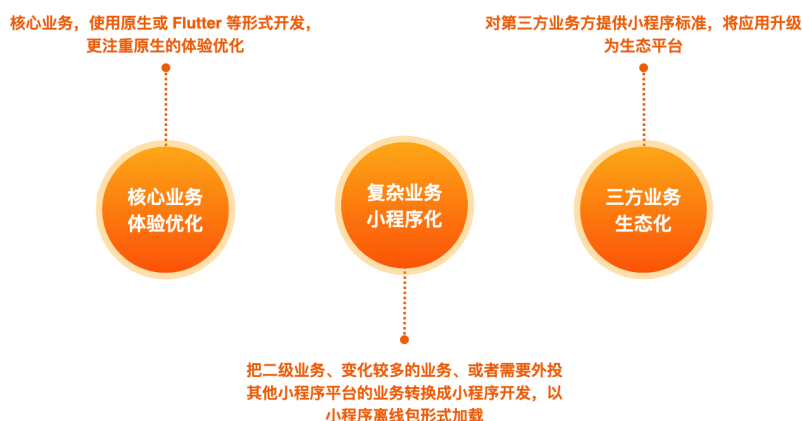 核心业务，使用原生或 Flutter 等形式开发，
更注重原生的体验优化
对第三方业务方提供小程序标准，将应用升级
为生态平台
核心业务
体验优化
复杂业务
小程序化
三方业务
生态化
把二级业务、变化较多的业务、或者需要外投
其他小程序平台的业务转换成小程序开发，以
小程序离线包形式加载